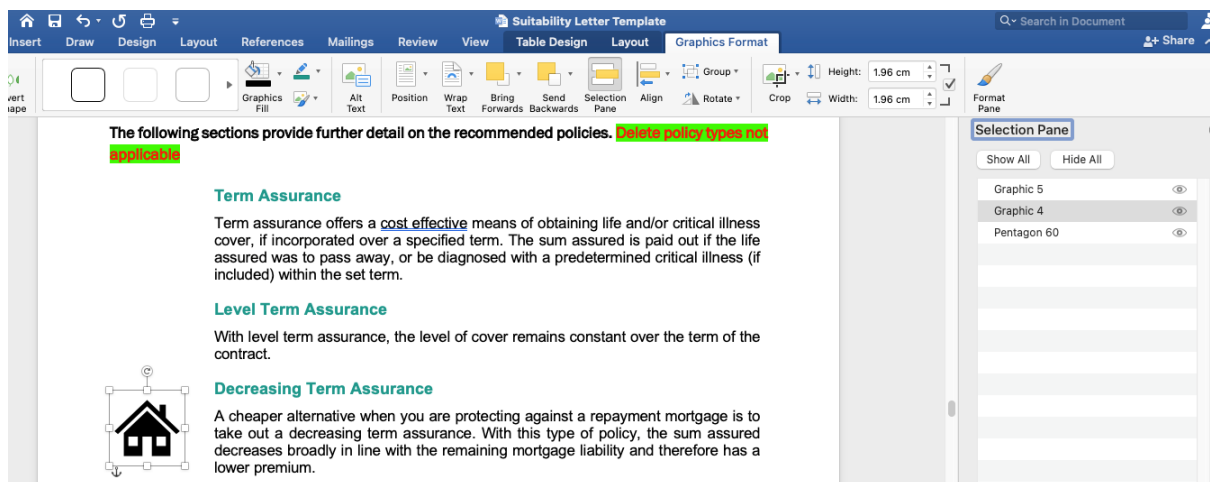 Suitability Letter Template
Search in Document
Insert Draw Design Layout References Mailings Review View Table Design Layout Graphics Format
Share
Graphics Fill
Alt Text
Position
Wrap Text
Bring Forwards
Send Backwards
Selection Pane
Align
Group
Rotate
Crop
Height: 1.96 cm
Width: 1.96 cm
Format Pane
The following sections provide further detail on the recommended policies. Delete policy types not
applicable
Term Assurance
Term assurance offers a cost effective means of obtaining life and/or critical illness
cover, if incorporated over a specified term. The sum assured is paid out if the life
assured was to pass away, or be diagnosed with a predetermined critical illness (if
included) within the set term.
Level Term Assurance
With level term assurance, the level of cover remains constant over the term of the
contract.
Decreasing Term Assurance
A cheaper alternative when you are protecting against a repayment mortgage is to
take out a decreasing term assurance. With this type of policy, the sum assured
decreases broadly in line with the remaining mortgage liability and therefore has a
lower premium.
Selection Pane
Show All Hide All
Graphic 5
Graphic 4
Pentagon 60